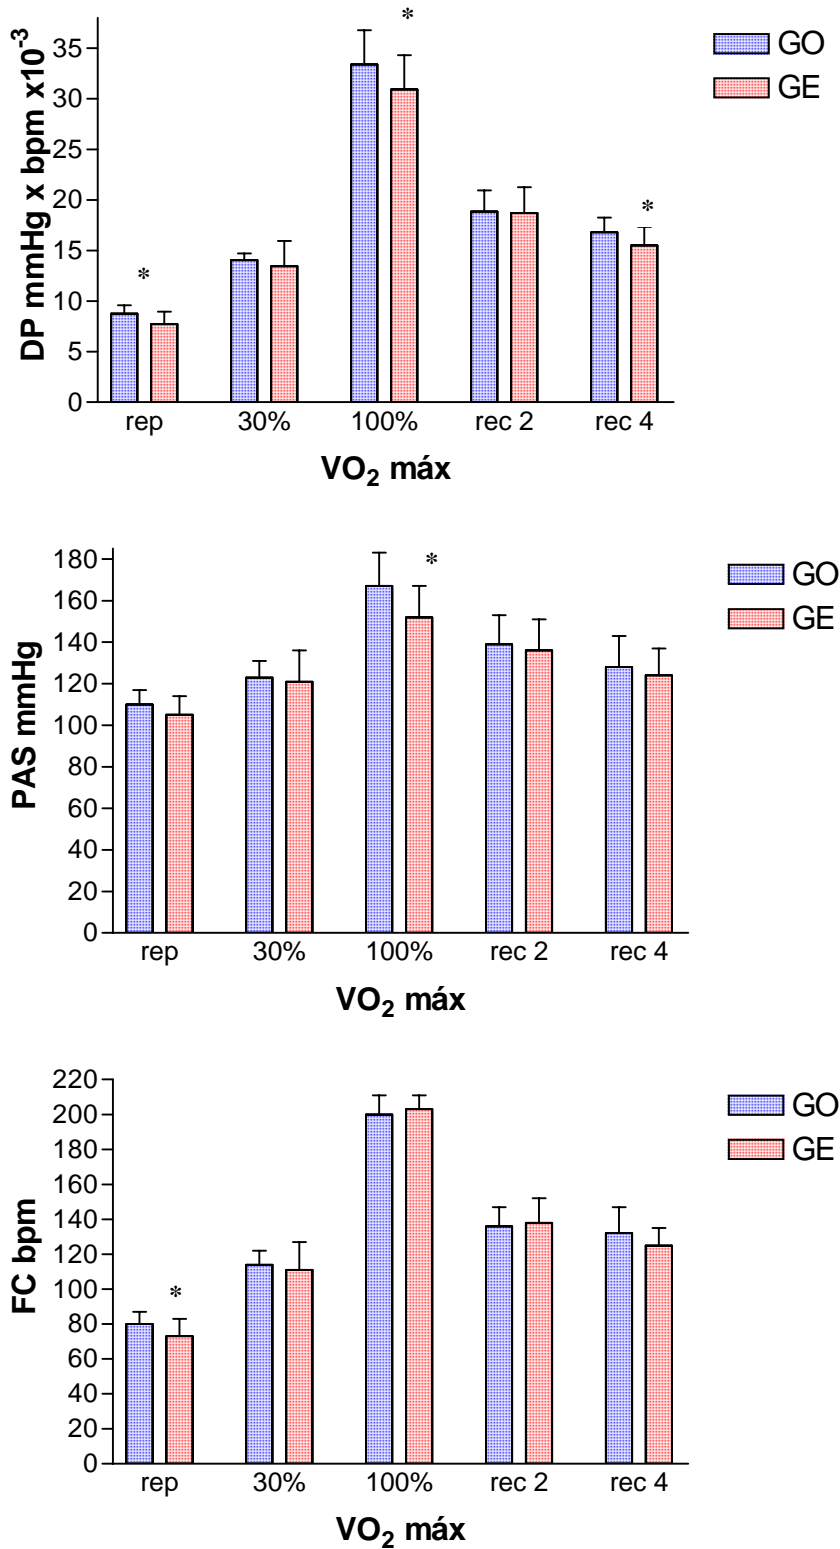 DP mmHg x bpm x10-3
35
30
25
20
15
10
5
0
*
*
*
rep 30% 100% rec 2 rec 4
VO2 máx
GO
GE
PAS mmHg
180
160
140
120
100
80
60
40
20
0
*
rep 30% 100% rec 2 rec 4
VO2 máx
GO
GE
FC bpm
220
200
180
160
140
120
100
80
60
40
20
0
*
rep 30% 100% rec 2 rec 4
VO2 máx
GO
GE